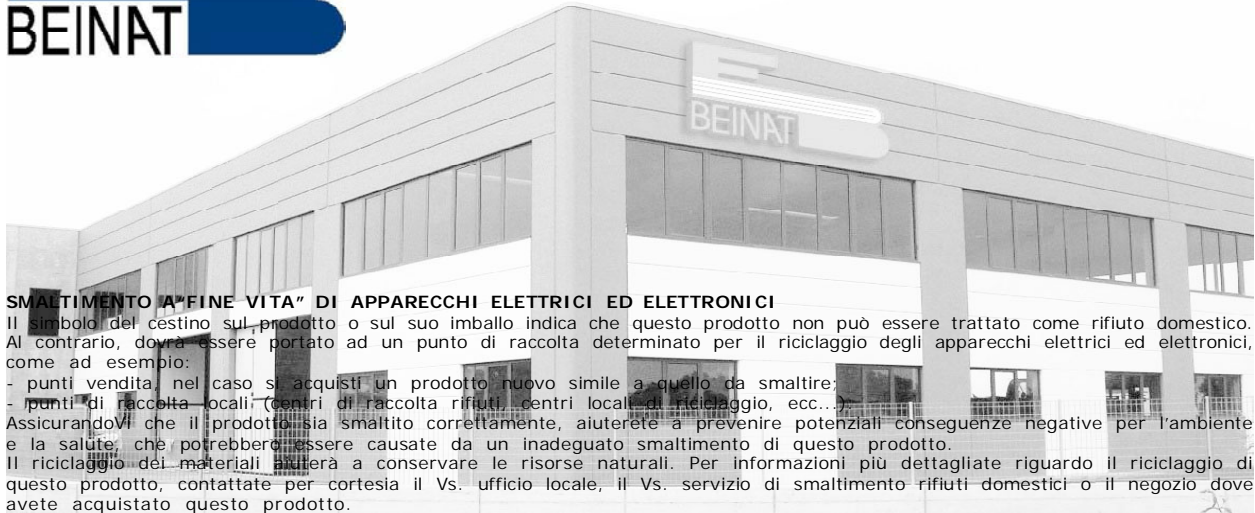 BEINAT
BEINAT
SMALTIMENTO A“FINE VITA” DI APPARECCHI ELETTRICI ED ELETTRONICI
Il simbolo del cestino sul prodotto o sul suo imballo indica che questo prodotto non può essere trattato come rifiuto domestico.
Al contrario, dovrà essere portato ad un punto di raccolta determinato per il riciclaggio degli apparecchi elettrici ed elettronici,
come ad esempio:
- punti vendita, nel caso si acquisti un prodotto nuovo simile a quello da smaltire;
- punti di raccolta locali (centri di raccolta rifiuti, centri locali di riciclaggio, ecc...).
AssicurandoVi che il prodotto sia smaltito correttamente, aiuterete a prevenire potenziali conseguenze negative per l'ambiente
e la salute, che potrebbero essere causate da un inadeguato smaltimento di questo prodotto.
Il riciclaggio dei materiali aiuterà a conservare le risorse naturali. Per informazioni più dettagliate riguardo il riciclaggio di
questo prodotto, contattate per cortesia il Vs. ufficio locale, il Vs. servizio di smaltimento rifiuti domestici o il negozio dove
avete acquistato questo prodotto.